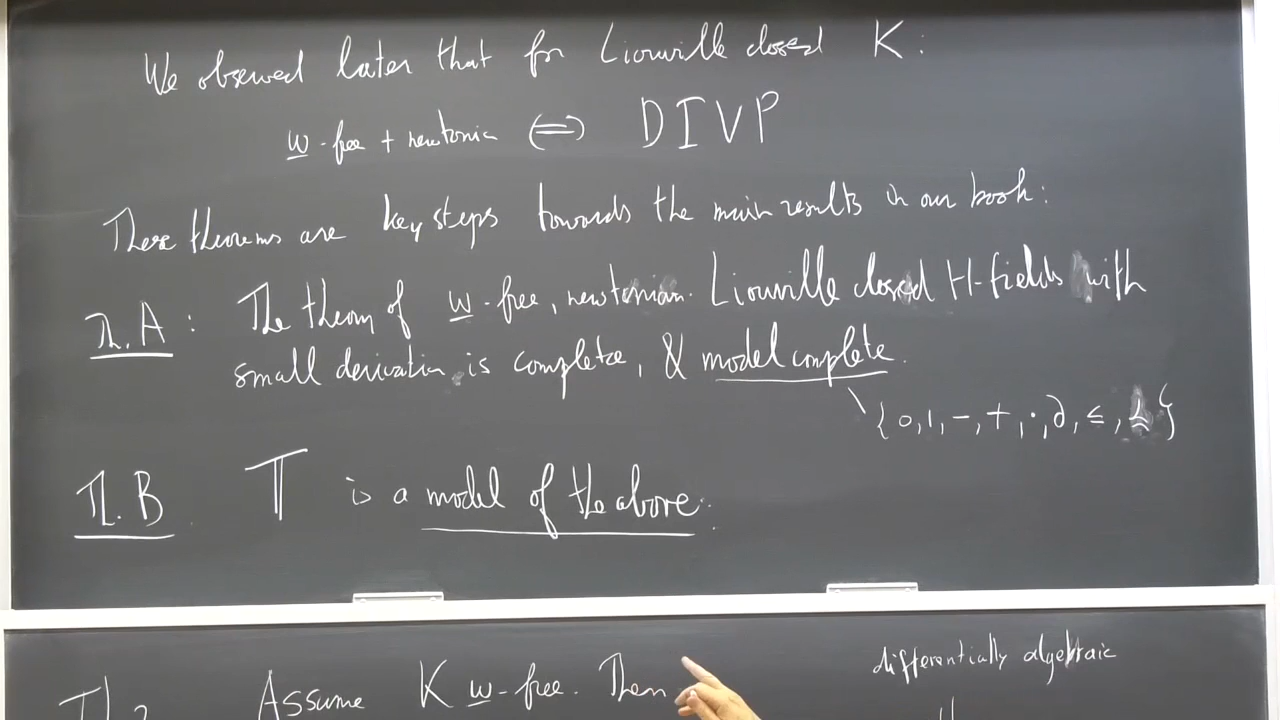 We observed later that for Liouville closed K:
w-free + newtonian ⟺ DIVP
These theorems are key steps towards the main results in our book:
Th.A: The theory of w-free, newtonian Liouville closed H-fields with
small derivation is complete, & model complete.
{0,1,-,+,·,∂,≤,≼}
Th.B. 𝕋 is a model of the above.
Assume K w-free. Then
differentially algebraic